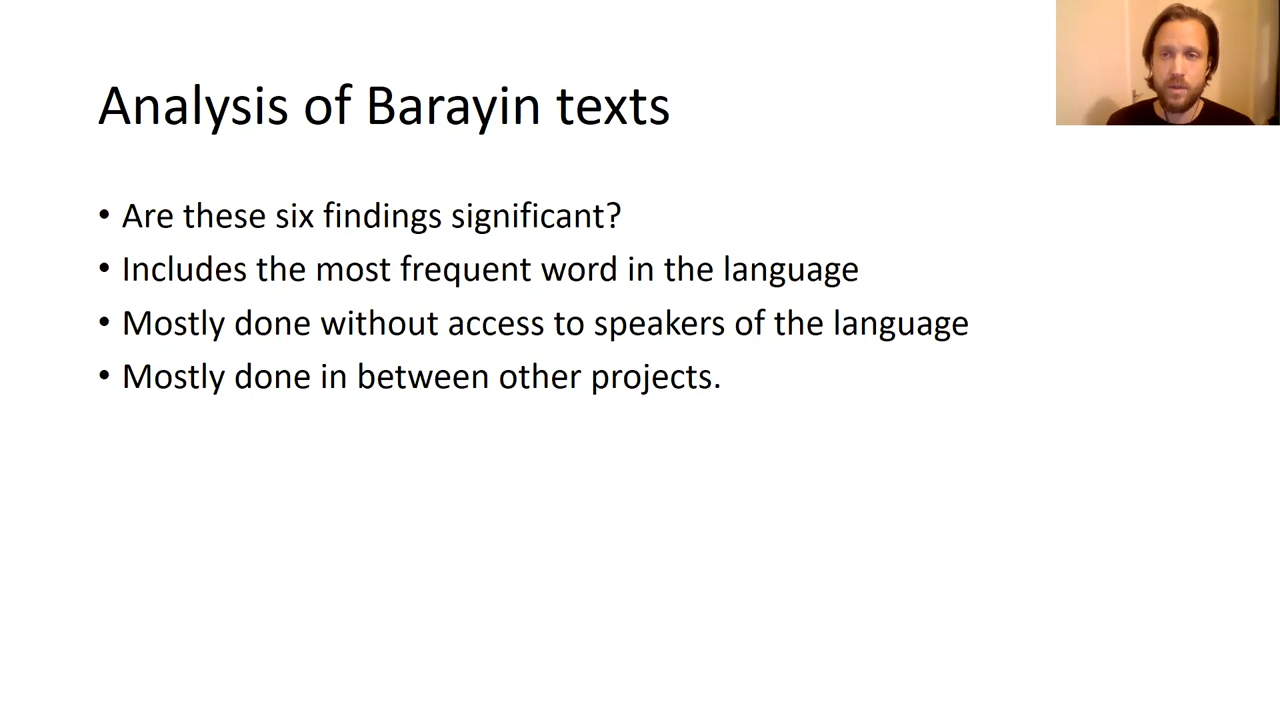 Analysis of Barayin texts
• Are these six findings significant?
• Includes the most frequent word in the language
• Mostly done without access to speakers of the language
• Mostly done in between other projects.